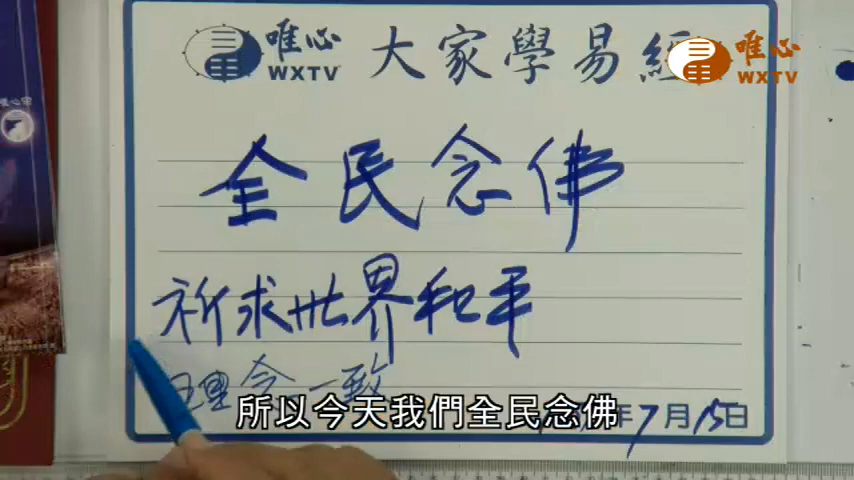 唯心 WXTV 大家學易經
唯心 WXTV
全民念佛
祈求世界和平
理念一致
年7月15日
所以今天我們全民念佛